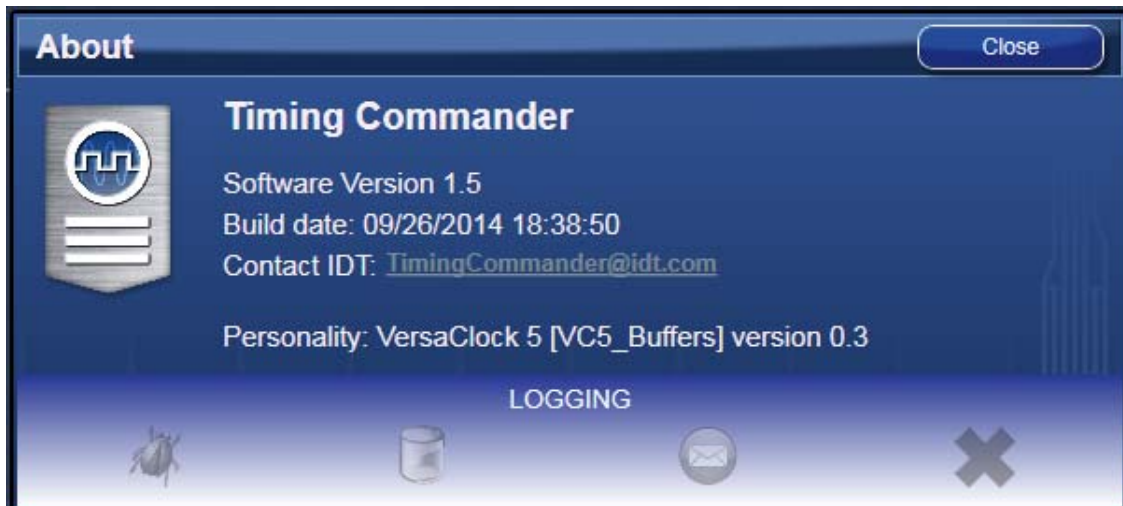 About
Close
Timing Commander
Software Version 1.5
Build date: 09/26/2014 18:38:50
Contact IDT: TimingCommander@idt.com
Personality: VersaClock 5 [VC5_Buffers] version 0.3
LOGGING